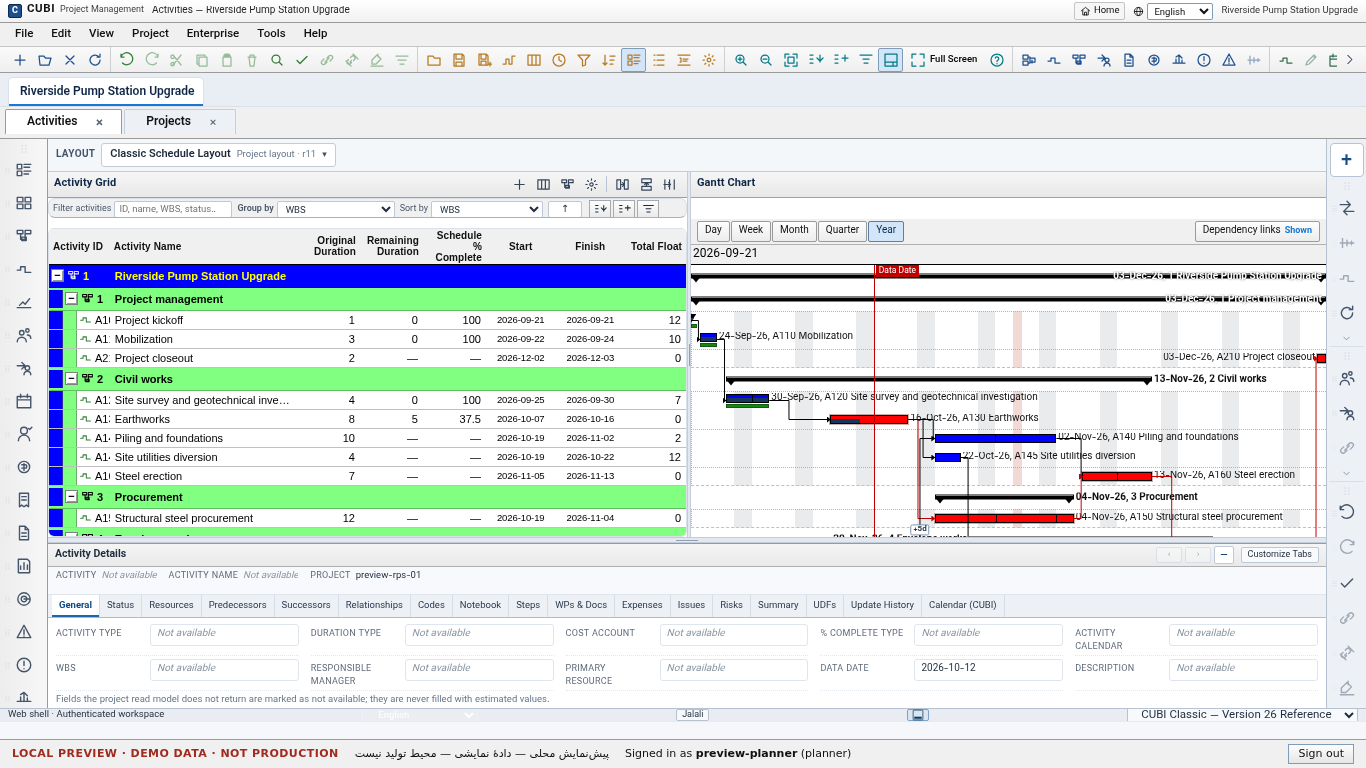 CUBI Project Management Activities — Riverside Pump Station Upgrade Home English Riverside Pump Station Upgrade
File Edit View Project Enterprise Tools Help
Full Screen
Riverside Pump Station Upgrade
Activities × Projects ×
LAYOUT Classic Schedule Layout Project layout · r11
Activity Grid Gantt Chart
Filter activities ID, name, WBS, status.. Group by WBS Sort by WBS
Day Week Month Quarter Year Dependency links Shown
2026-09-21
Activity ID Activity Name Original Duration Remaining Duration Schedule % Complete Start Finish Total Float
Data Date
1 Riverside Pump Station Upgrade 03-Dec-26, 1 Riverside Pump Station Upgrade
1 Project management 03-Dec-26, 1 Project management
A1 Project kickoff 1 0 100 2026-09-21 2026-09-21 12
A1 Mobilization 3 0 100 2026-09-22 2026-09-24 10 24-Sep-26, A110 Mobilization
A2 Project closeout 2 — — 2026-12-02 2026-12-03 0 03-Dec-26, A210 Project closeout
2 Civil works 13-Nov-26, 2 Civil works
A1 Site survey and geotechnical inve... 4 0 100 2026-09-25 2026-09-30 7 30-Sep-26, A120 Site survey and geotechnical investigation
A1 Earthworks 8 5 37.5 2026-10-07 2026-10-16 0 16-Oct-26, A130 Earthworks
A1 Piling and foundations 10 — — 2026-10-19 2026-11-02 2 02-Nov-26, A140 Piling and foundations
A1 Site utilities diversion 4 — — 2026-10-19 2026-10-22 12 22-Oct-26, A145 Site utilities diversion
A1 Steel erection 7 — — 2026-11-05 2026-11-13 0 13-Nov-26, A160 Steel erection
3 Procurement 04-Nov-26, 3 Procurement
A1 Structural steel procurement 12 — — 2026-10-19 2026-11-04 0 04-Nov-26, A150 Structural steel procurement
+5d
Activity Details Customize Tabs
ACTIVITY Not available ACTIVITY NAME Not available PROJECT preview-rps-01
General Status Resources Predecessors Successors Relationships Codes Notebook Steps WPs & Docs Expenses Issues Risks Summary UDFs Update History Calendar (CUBI)
ACTIVITY TYPE Not available DURATION TYPE Not available COST ACCOUNT Not available % COMPLETE TYPE Not available ACTIVITY CALENDAR Not available
WBS Not available RESPONSIBLE MANAGER Not available PRIMARY RESOURCE Not available DATA DATE 2026-10-12 DESCRIPTION Not available
Fields the project read model does not return are marked as not available; they are never filled with estimated values.
Web shell · Authenticated workspace English Jalali CUBI Classic — Version 26 Reference
LOCAL PREVIEW · DEMO DATA · NOT PRODUCTION پیش‌نمایش محلی — دادهٔ نمایشی — محیط تولید نیست Signed in as preview-planner (planner) Sign out